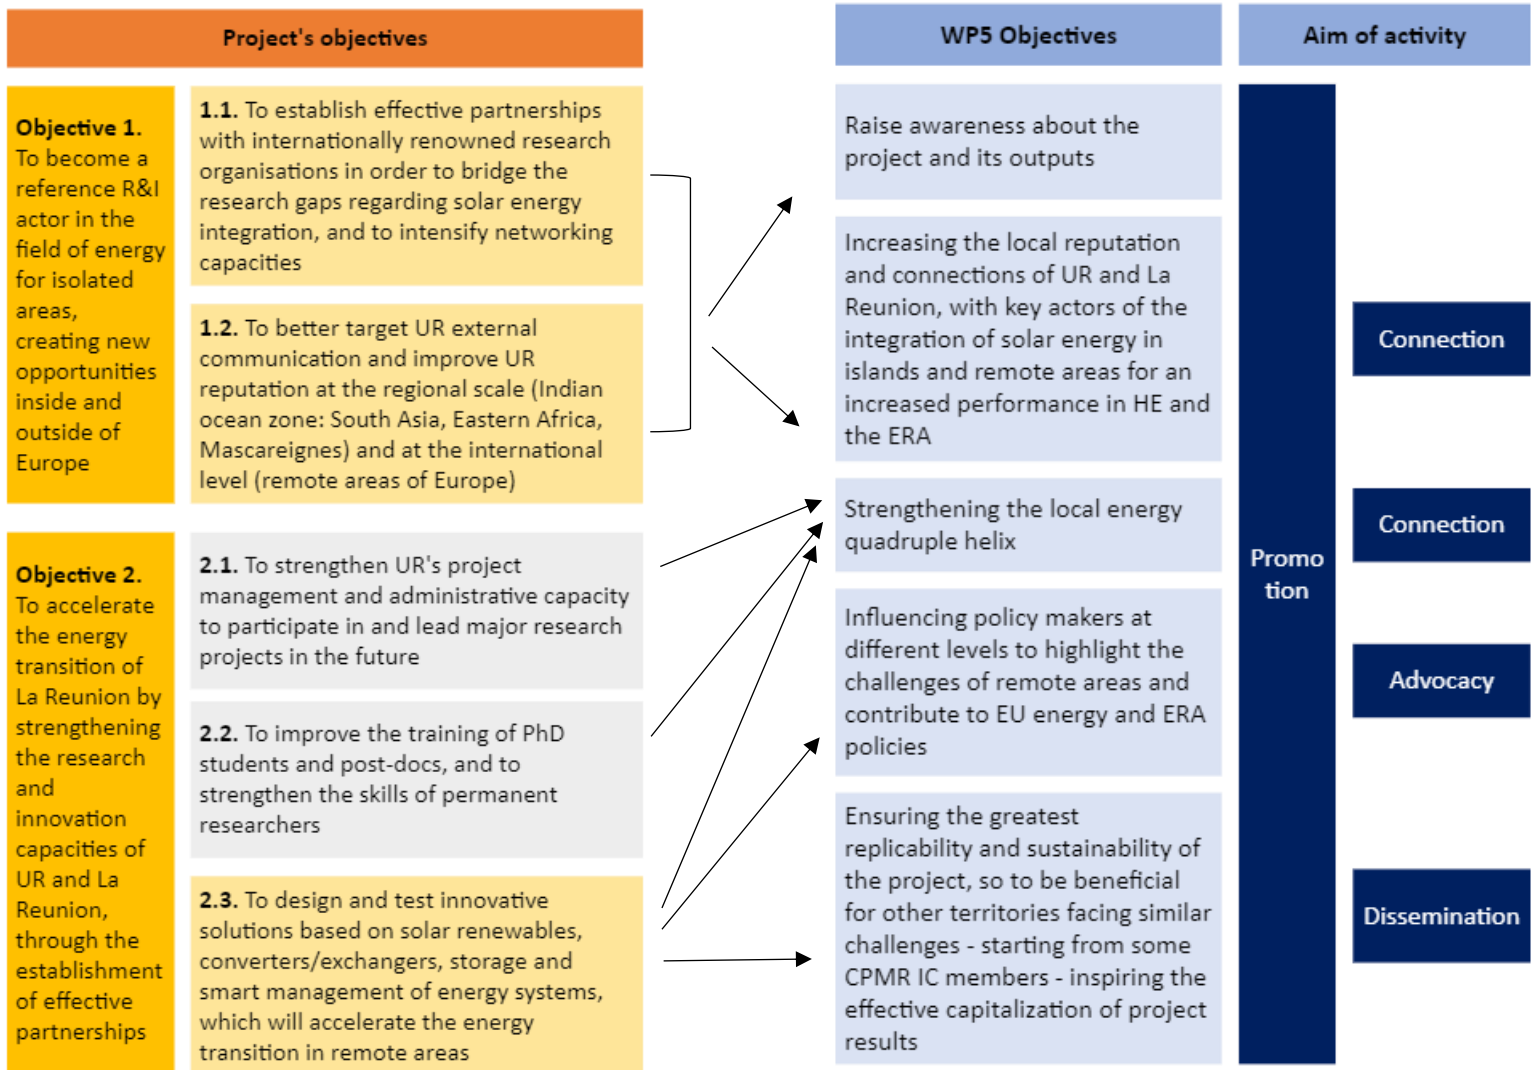 Project's objectives
WP5 Objectives
Aim of activity
Objective 1.
To become a
reference R&I
actor in the
field of energy
for isolated
areas,
creating new
opportunities
inside and
outside of
Europe
1.1. To establish effective partnerships
with internationally renowned research
organisations in order to bridge the
research gaps regarding solar energy
integration, and to intensify networking
capacities
1.2. To better target UR external
communication and improve UR
reputation at the regional scale (Indian
ocean zone: South Asia, Eastern Africa,
Mascareignes) and at the international
level (remote areas of Europe)
Objective 2.
To accelerate
the energy
transition of
La Reunion by
strengthening
the research
and
innovation
capacities of
UR and La
Reunion,
through the
establishment
of effective
partnerships
2.1. To strengthen UR's project
management and administrative capacity
to participate in and lead major research
projects in the future
2.2. To improve the training of PhD
students and post-docs, and to
strengthen the skills of permanent
researchers
2.3. To design and test innovative
solutions based on solar renewables,
converters/exchangers, storage and
smart management of energy systems,
which will accelerate the energy
transition in remote areas
Raise awareness about the
project and its outputs
Increasing the local reputation
and connections of UR and La
Reunion, with key actors of the
integration of solar energy in
islands and remote areas for an
increased performance in HE and
the ERA
Strengthening the local energy
quadruple helix
Influencing policy makers at
different levels to highlight the
challenges of remote areas and
contribute to EU energy and ERA
policies
Ensuring the greatest
replicability and sustainability of
the project, so to be beneficial
for other territories facing similar
challenges - starting from some
CPMR IC members - inspiring the
effective capitalization of project
results
Promo
tion
Connection
Connection
Advocacy
Dissemination